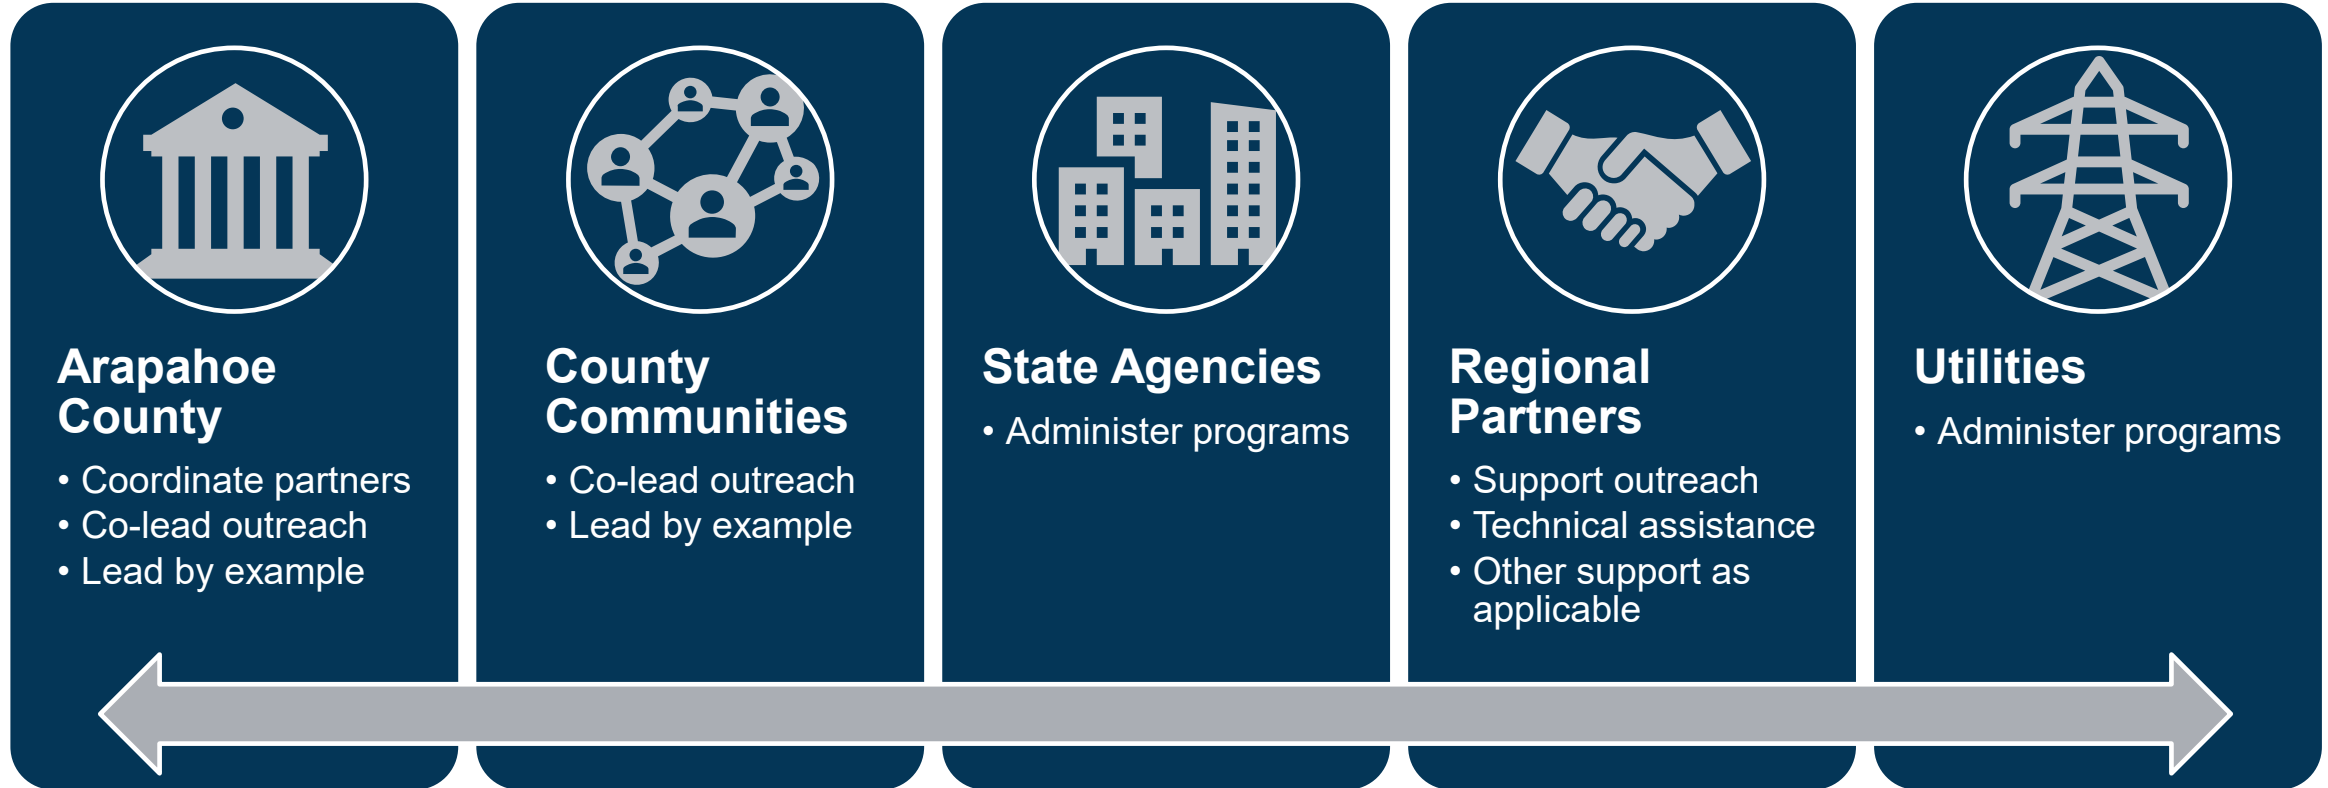 Arapahoe
County
• Coordinate partners
• Co-lead outreach
• Lead by example
County
Communities
• Co-lead outreach
• Lead by example
State Agencies
• Administer programs
Regional
Partners
• Support outreach
• Technical assistance
• Other support as
applicable
Utilities
• Administer programs